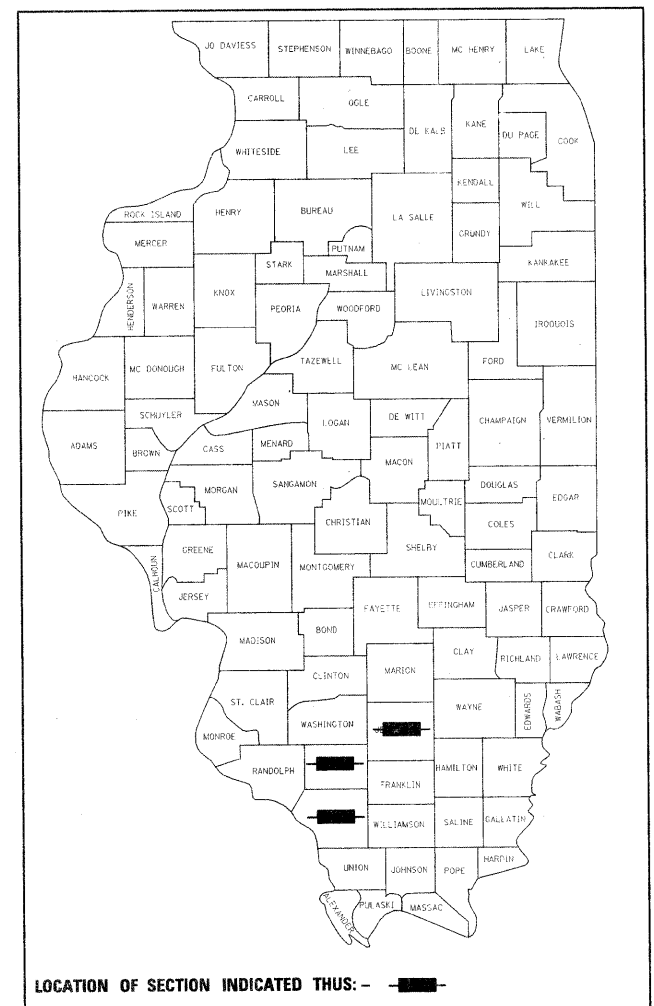 JO DAVIESS STEPHENSON WINNEBAGO BOONE MC HENRY LAKE
CARROLL OGLE DE KALB KANE DU PAGE COOK
WHITESIDE LEE
KENDALL WILL
ROCK ISLAND HENRY BUREAU LA SALLE GRUNDY
MERCER PUTNAM
STARK MARSHALL KANKAKEE
HENDERSON WARREN KNOX PEORIA WOODFORD LIVINGSTON IROQUOIS
HANCOCK MC DONOUGH FULTON TAZEWELL MC LEAN FORD
MASON
SCHUYLER LOGAN DE WITT CHAMPAIGN VERMILION
ADAMS BROWN CASS MENARD PIATT
MACON
PIKE SCOTT MORGAN SANGAMON MOULTRIE DOUGLAS EDGAR
CHRISTIAN COLES
CALHOUN GREENE MACOUPIN MONTGOMERY SHELBY CUMBERLAND CLARK
JERSEY FAYETTE EFFINGHAM JASPER CRAWFORD
MADISON BOND CLAY RICHLAND LAWRENCE
CLINTON MARION
ST. CLAIR WAYNE EDWARDS WABASH
MONROE WASHINGTON
RANDOLPH HAMILTON WHITE
FRANKLIN
WILLIAMSON SALINE GALLATIN
UNION JOHNSON POPE HARDIN
ALEXANDER PULASKI MASSAC
LOCATION OF SECTION INDICATED THUS: -